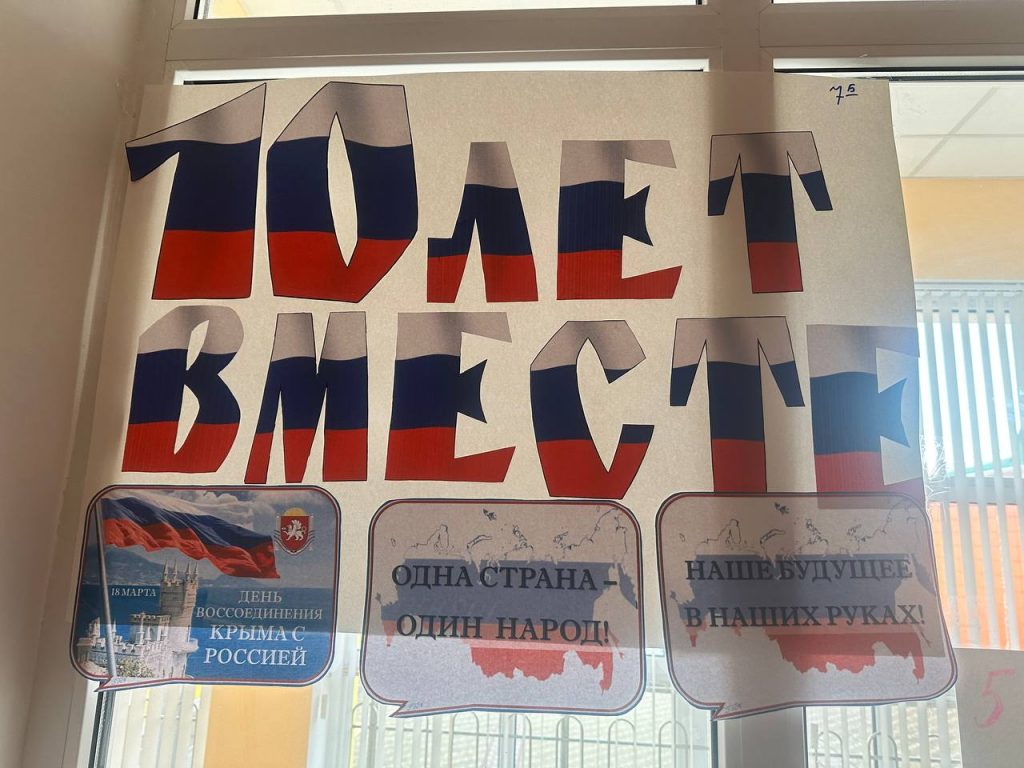 7Б
10 ЛЕТ
ВМЕСТЕ
18 МАРТА
ДЕНЬ
ВОССОЕДИНЕНИЯ
КРЫМА С
РОССИЕЙ
ОДНА СТРАНА –
ОДИН НАРОД!
НАШЕ БУДУЩЕЕ
В НАШИХ РУКАХ!
5